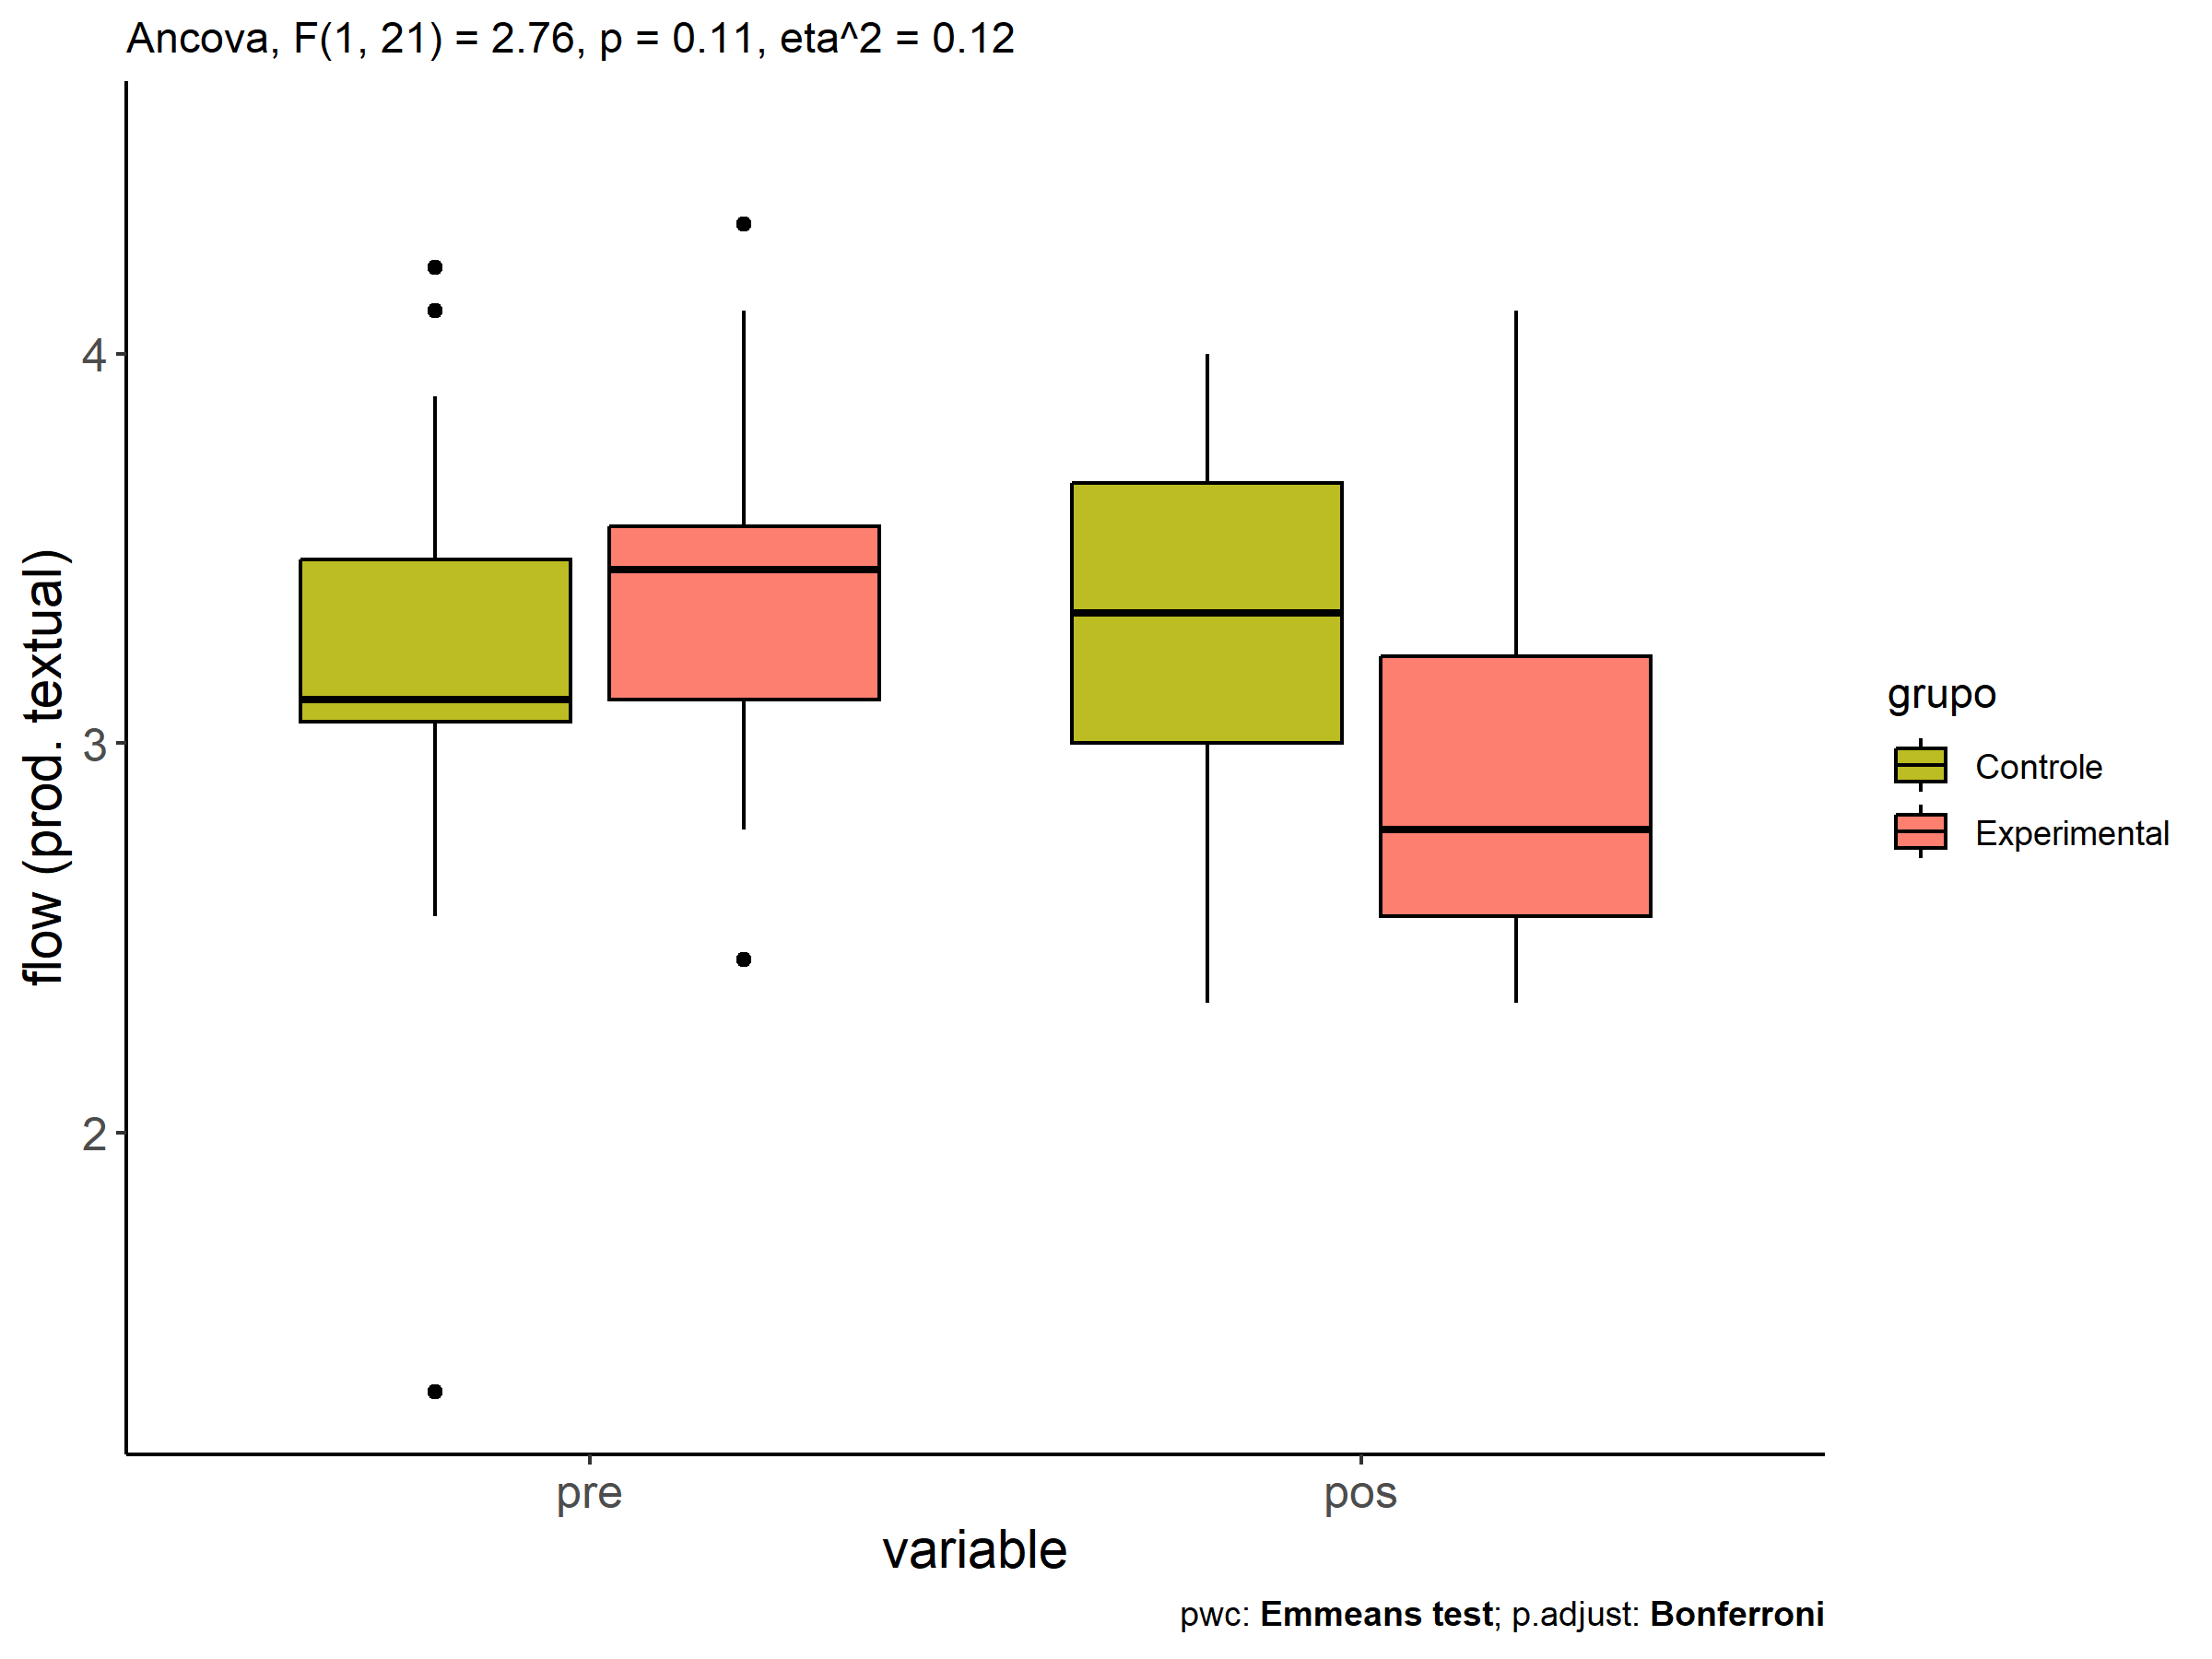 Ancova, F(1, 21) = 2.76, p = 0.11, eta^2 = 0.12
flow (prod. textual)
4
3
2
pre
pos
variable
grupo
Controle
Experimental
pwc: Emmeans test; p.adjust: Bonferroni